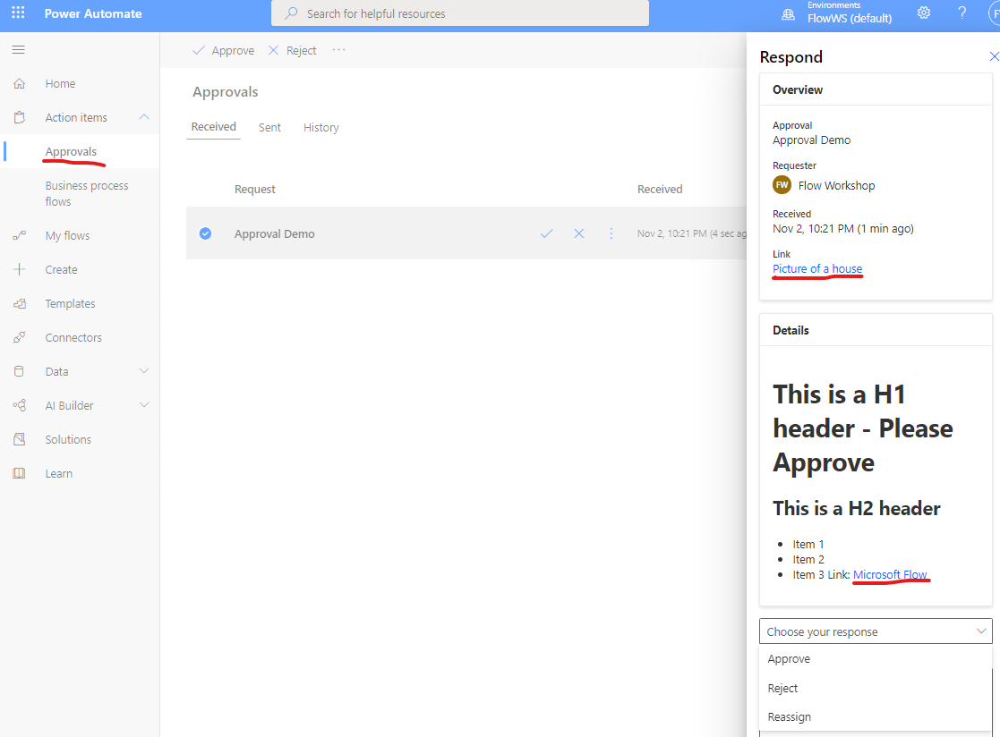 Power Automate
Search for helpful resources
Environments
FlowWS (default)
?
Home
Action items
Approvals
Business process
flows
My flows
Create
Templates
Connectors
Data
AI Builder
Solutions
Learn
Approve
Reject
Approvals
Received
Sent
History
Request
Received
Approval Demo
Nov 2, 10:21 PM (4 sec ag
Respond
Overview
Approval
Approval Demo
Requester
FW
Flow Workshop
Received
Nov 2, 10:21 PM (1 min ago)
Link
Picture of a house
Details
This is a H1
header - Please
Approve
This is a H2 header
• Item 1
• Item 2
• Item 3 Link: Microsoft Flow
Choose your response
Approve
Reject
Reassign